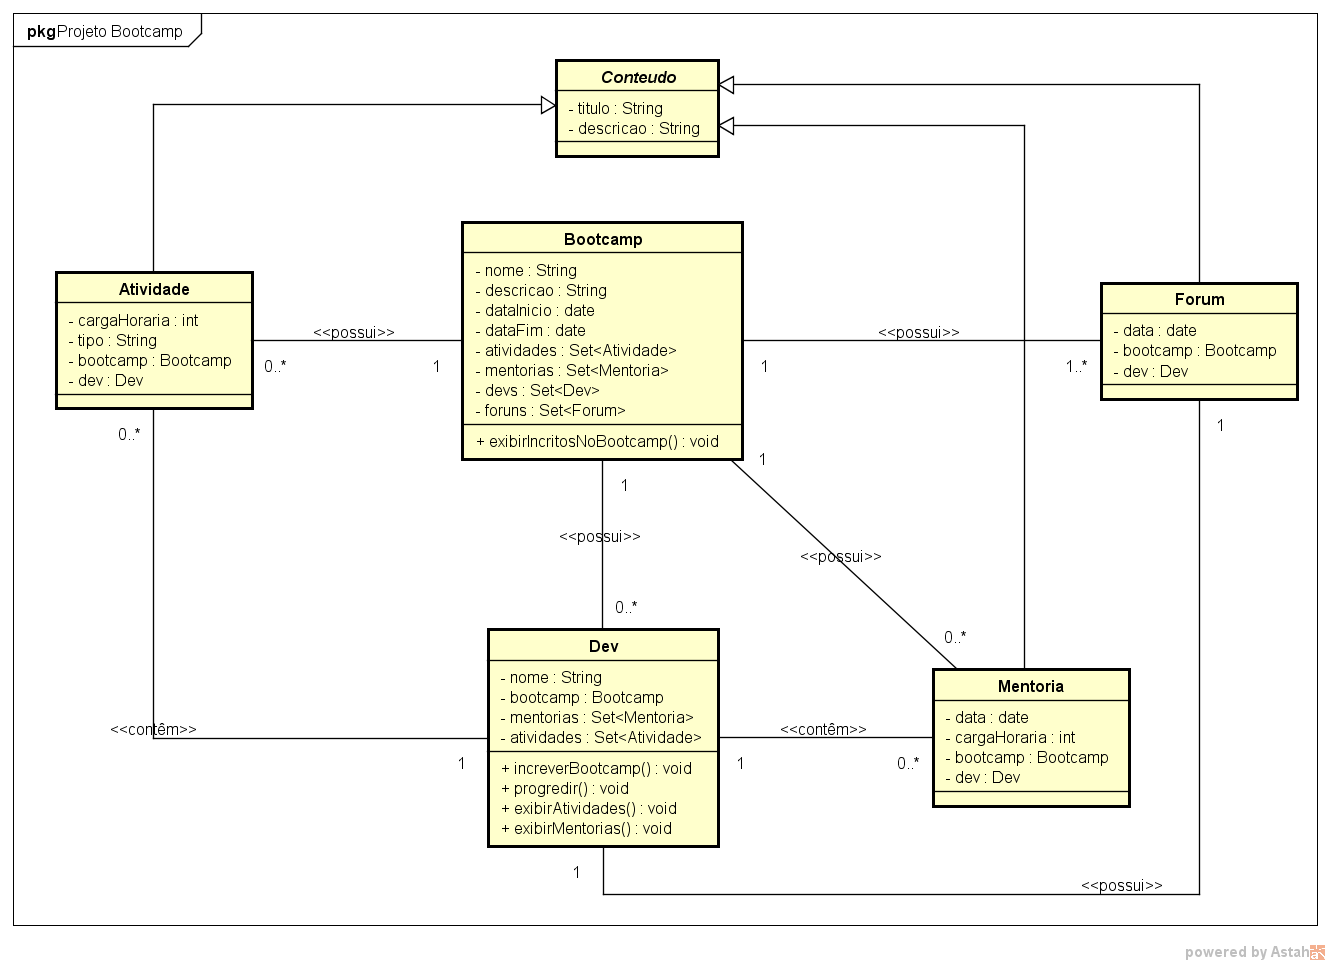 pkg Projeto Bootcamp
Conteudo
- titulo : String
- descricao : String
Bootcamp
- nome : String
- descricao : String
- dataInicio : date
- dataFim : date
- atividades : Set<Atividade>
- mentorias : Set<Mentoria>
- devs : Set<Dev>
- foruns : Set<Forum>
+ exibirIncritosNoBootcamp() : void
Atividade
- cargaHoraria : int
- tipo : String
- bootcamp : Bootcamp
- dev : Dev
Forum
- data : date
- bootcamp : Bootcamp
- dev : Dev
<<possui>>
0..*
1
<<possui>>
1
1..*
0..*
1
1
1
<<possui>>
<<possui>>
0..*
0..*
Dev
- nome : String
- bootcamp : Bootcamp
- mentorias : Set<Mentoria>
- atividades : Set<Atividade>
+ increverBootcamp() : void
+ progredir() : void
+ exibirAtividades() : void
+ exibirMentorias() : void
Mentoria
- data : date
- cargaHoraria : int
- bootcamp : Bootcamp
- dev : Dev
<<contêm>>
1
<<contêm>>
1
0..*
1
<<possui>>
powered by Astah